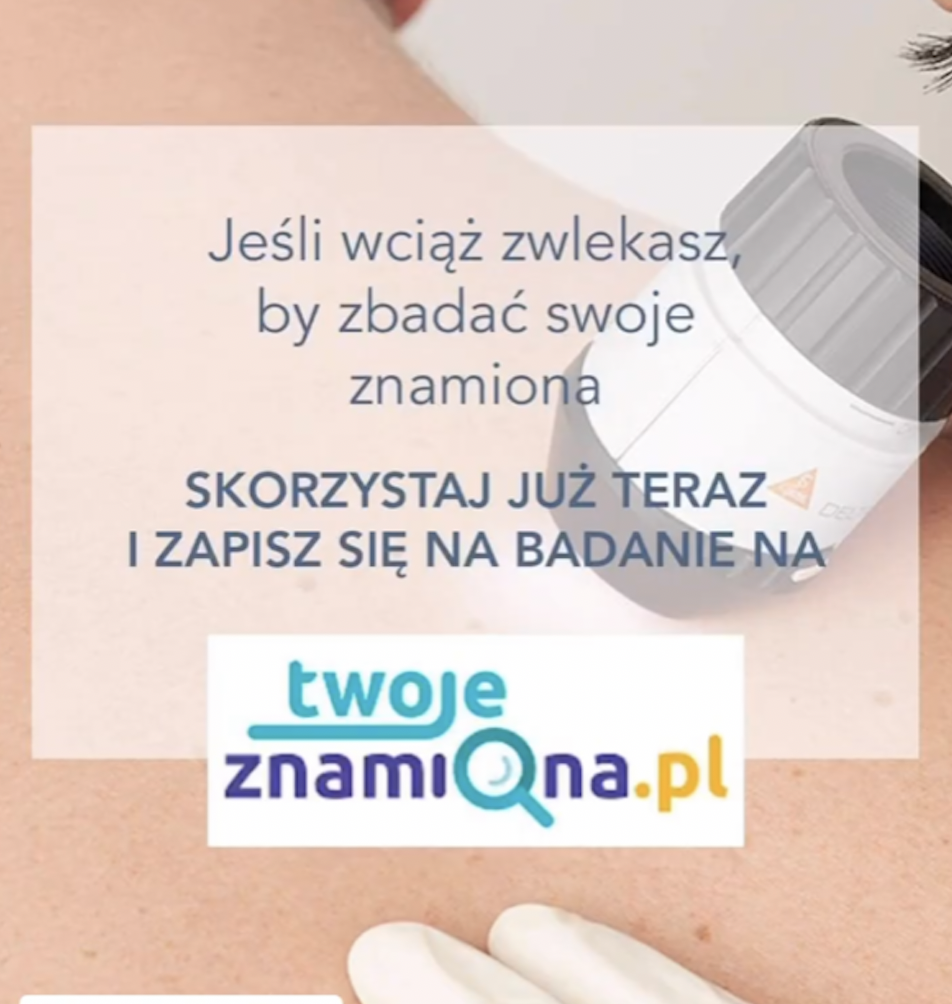 Jeśli wciąż zwlekasz,
by zbadać swoje
znamiona
SKORZYSTAJ JUŻ TERAZ
I ZAPISZ SIĘ NA BADANIE NA
twoje
znamiona.pl